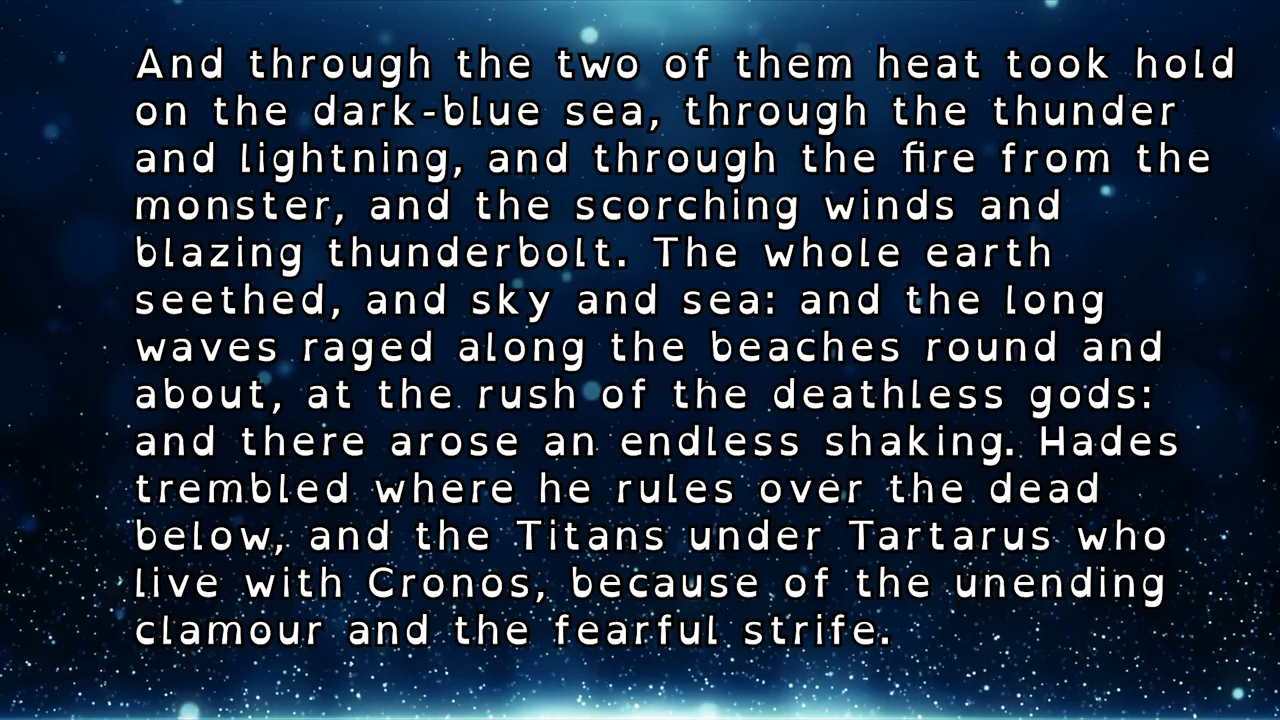 And through the two of them heat took hold
on the dark-blue sea, through the thunder
and lightning, and through the fire from the
monster, and the scorching winds and
blazing thunderbolt. The whole earth
seethed, and sky and sea: and the long
waves raged along the beaches round and
about, at the rush of the deathless gods:
and there arose an endless shaking. Hades
trembled where he rules over the dead
below, and the Titans under Tartarus who
live with Cronos, because of the unending
clamour and the fearful strife.